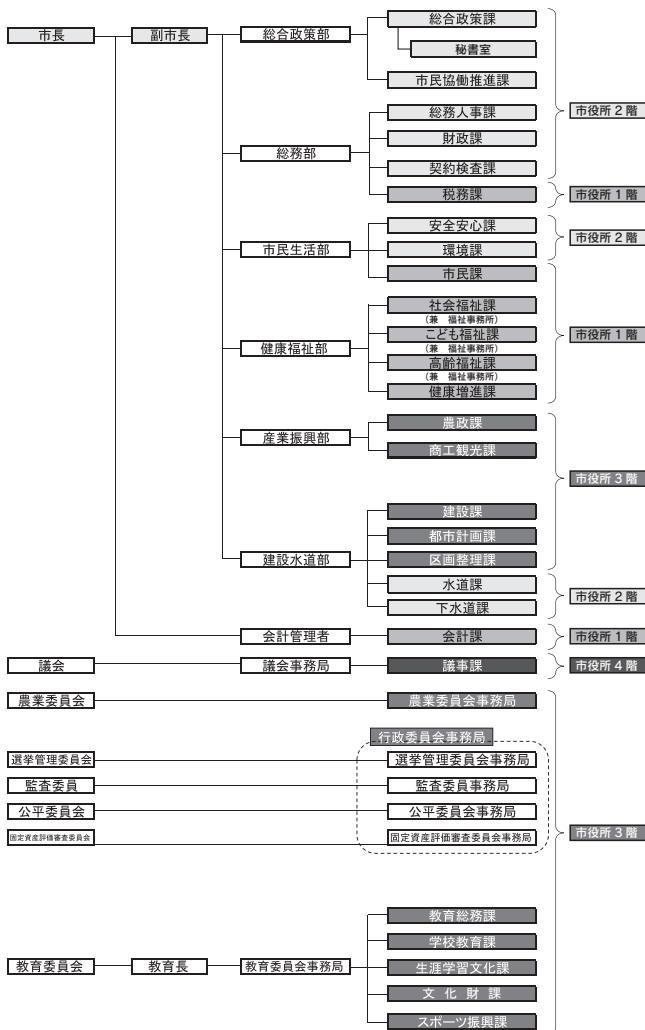 市長
副市長
総合政策部
総合政策課
秘書室
市民協働推進課
総務人事課
市役所2階
財政課
総務部
契約検査課
税務課
市役所1階
安全安心課
市役所2階
市民生活部
環境課
市民課
社会福祉課
(兼 福祉事務所)
こども福祉課
市役所1階
(兼 福祉事務所)
健康福祉部
高齢福祉課
(兼 福祉事務所)
健康増進課
農政課
産業振興部
商工観光課
市役所3階
建設課
都市計画課
建設水道部
区画整理課
水道課
市役所2階
下水道課
会計管理者
会計課
市役所1階
議会
議会事務局
議事課
市役所4階
農業委員会
農業委員会事務局
行政委員会事務局
選挙管理委員会
選挙管理委員会事務局
監査委員
監査委員事務局
公平委員会
公平委員会事務局
固定資産評価審査委員会
固定資産評価審査委員会事務局
市役所3階
教育総務課
学校教育課
教育委員会
教育長
教育委員会事務局
生涯学習文化課
文化財課
スポーツ振興課